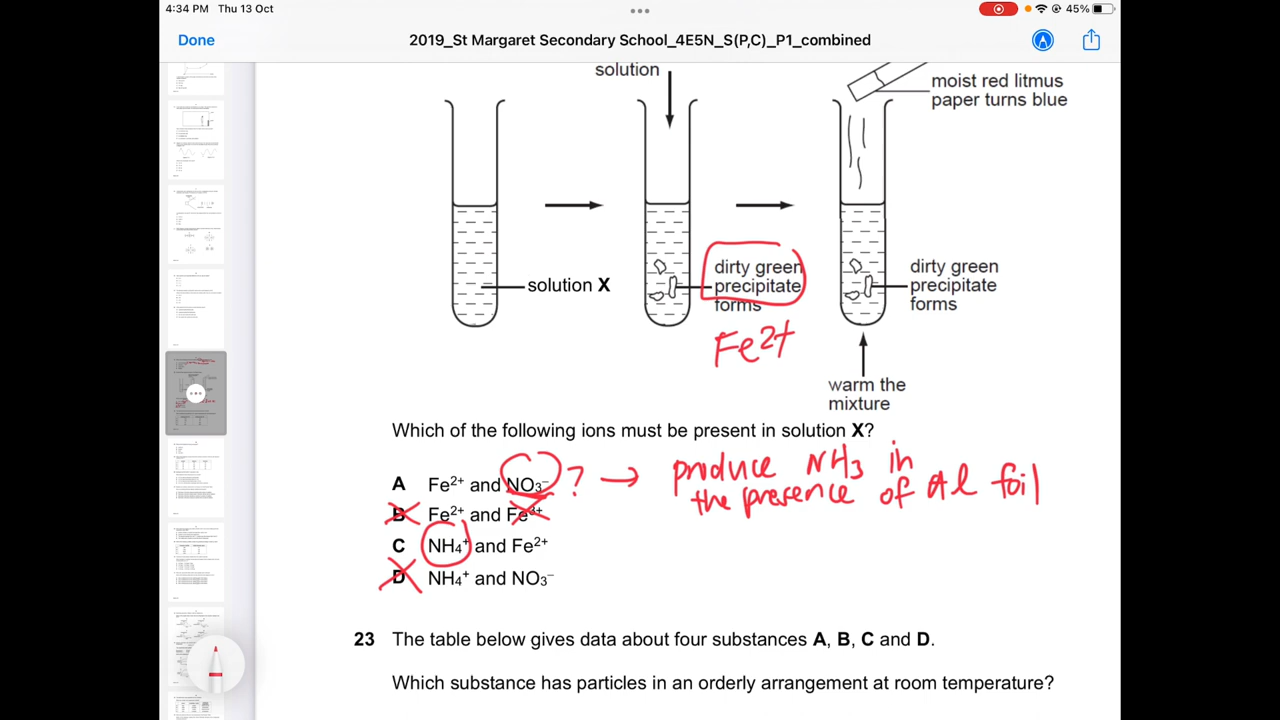 4:34 PM Thu 13 Oct
45%
Done
2019_St Margaret Secondary School_4E5N_S(P,C)_P1_combined
solution
moist red litmus
paper turns blue
solution X
dirty green
precipitate
forms
Fe2+
dirty green
precipitate
forms
warm the
mixture
Which of the following ions must be present in solution X?
A Fe²⁺ and NO₃⁻ ? → produce NH3 in
the presence of Al foil
B Fe²⁺ and Fe³⁺
C NH₄⁺ and Fe²⁺
D NH₄⁺ and NO₃⁻
23 The table below gives data about four substances A, B, C and D.
Which substance has particles in an orderly arrangement at room temperature?